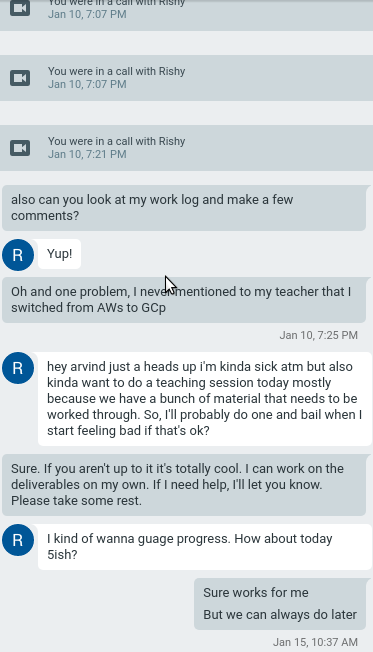 You were in a call with Rishy
Jan 10, 7:07 PM
You were in a call with Rishy
Jan 10, 7:07 PM
You were in a call with Rishy
Jan 10, 7:21 PM
also can you look at my work log and make a few
comments?
R
Yup!
Oh and one problem, I never mentioned to my teacher that I
switched from AWs to GCp
Jan 10, 7:25 PM
R
hey arvind just a heads up i'm kinda sick atm but also
kinda want to do a teaching session today mostly
because we have a bunch of material that needs to be
worked through. So, I'll probably do one and bail when I
start feeling bad if that's ok?
Sure. If you aren't up to it it's totally cool. I can work on the
deliverables on my own. If I need help, I'll let you know.
Please take some rest.
R
I kind of wanna guage progress. How about today
5ish?
Sure works for me
But we can always do later
Jan 15, 10:37 AM